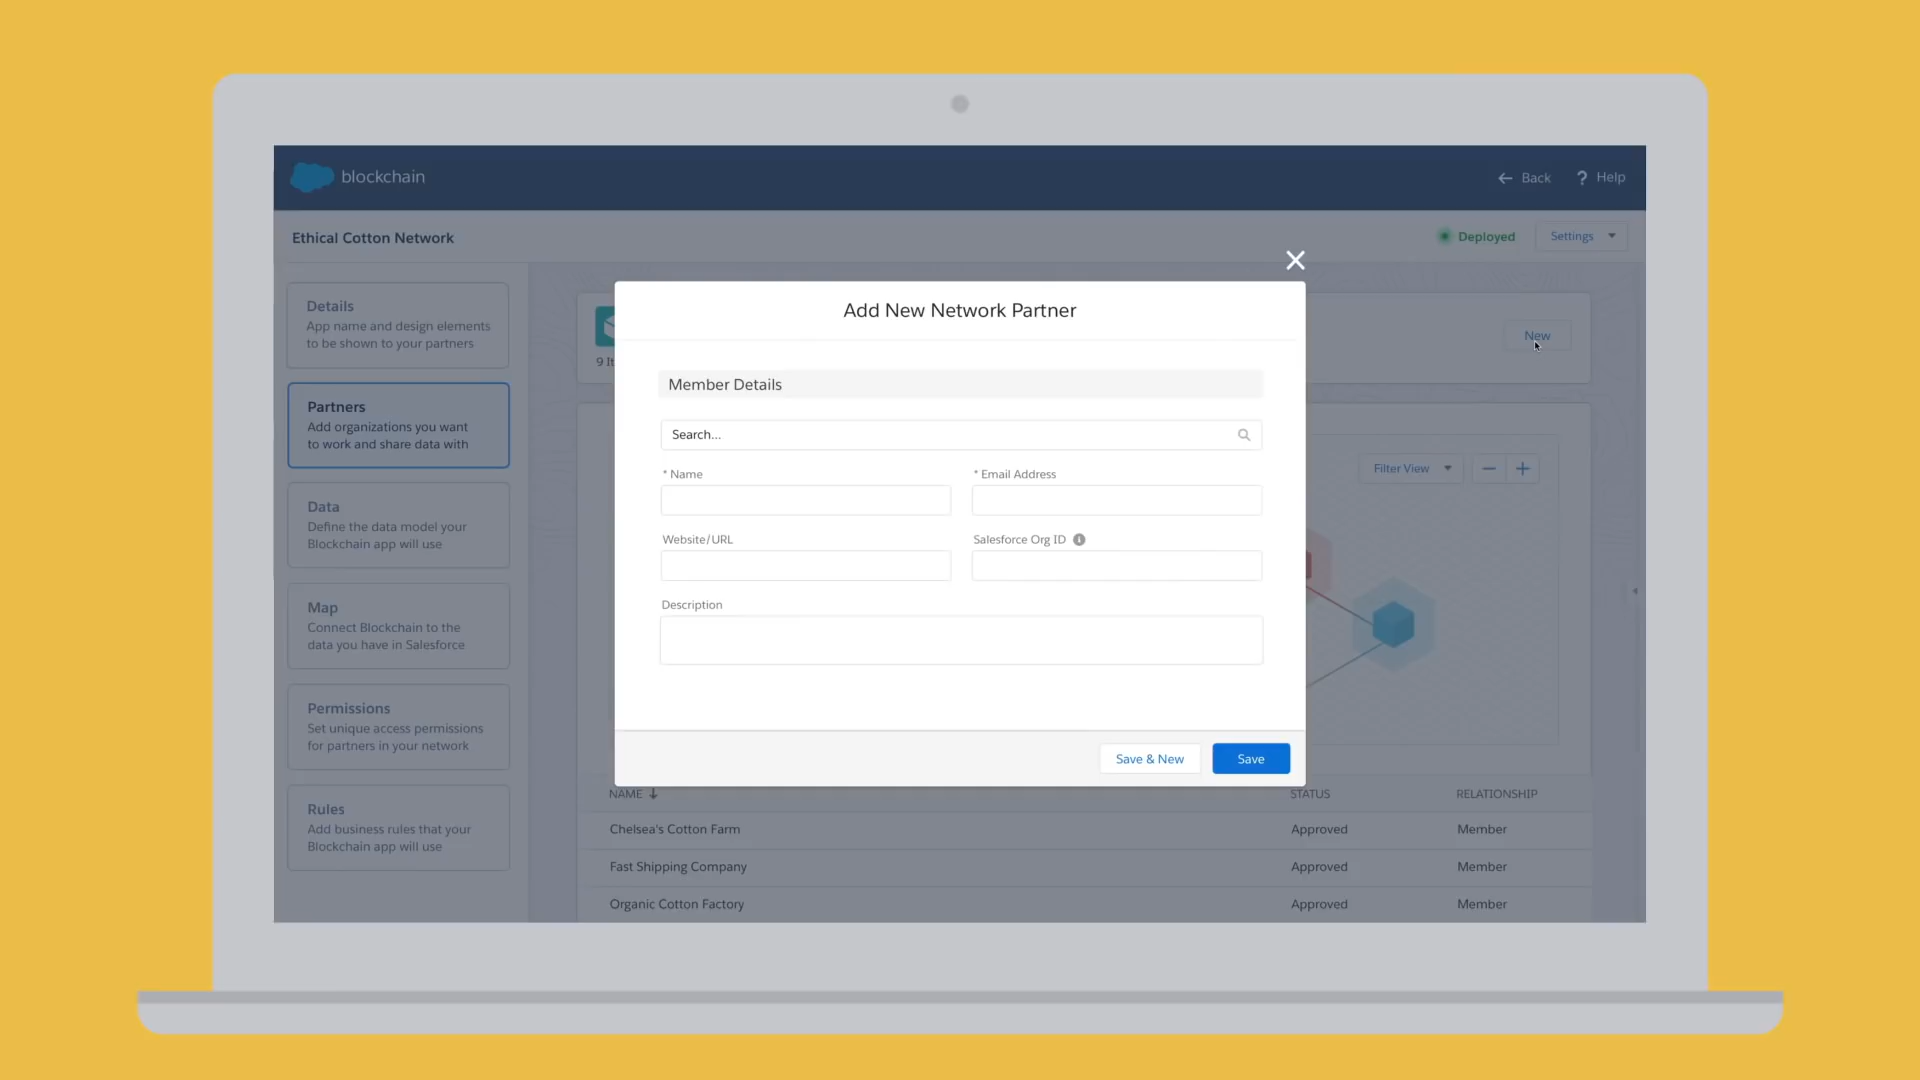 blockchain
Back
? Help
Ethical Cotton Network
Deployed
Settings
Details
App name and design elements
to be shown to your partners
Partners
Add organizations you want
to work and share data with
Data
Define the data model your
Blockchain app will use
Map
Connect Blockchain to the
data you have in Salesforce
Permissions
Set unique access permissions
for partners in your network
Rules
Add business rules that your
Blockchain app will use
9
New
Filter View
Add New Network Partner
Member Details
Search...
* Name
* Email Address
Website/URL
Salesforce Org ID
Description
Save & New
Save
NAME
STATUS
RELATIONSHIP
Chelsea's Cotton Farm
Approved
Member
Fast Shipping Company
Approved
Member
Organic Cotton Factory
Approved
Member